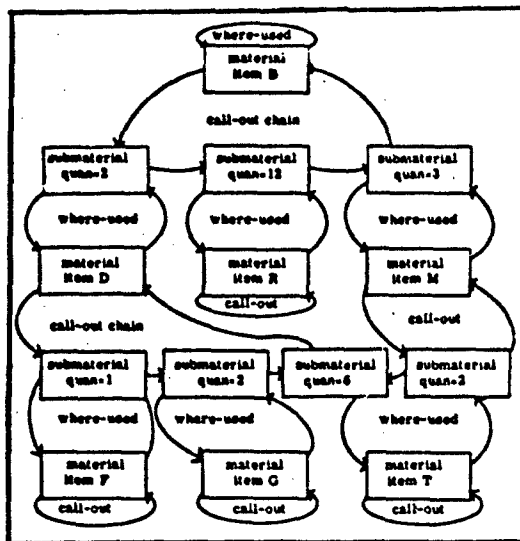 where-used
material
item B
call-out chain
submaterial
quan=2
submaterial
quan=12
submaterial
quan=3
where-used
where-used
where-used
material
item D
material
item R
material
item M
call-out
call-out chain
call-out
submaterial
quan=1
submaterial
quan=2
submaterial
quan=6
submaterial
quan=2
where-used
where-used
where-used
material
item F
material
item G
material
item T
call-out
call-out
call-out